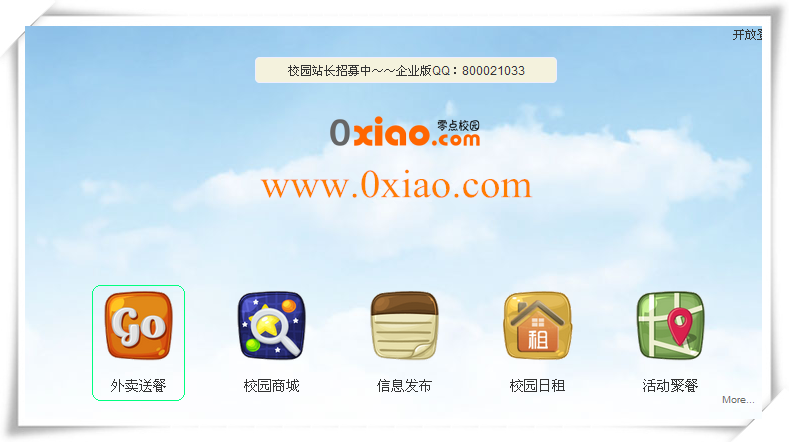 开放登
校园站长招募中～～企业版QQ：800021033
0xiao.com 零点校园
www.0xiao.com
Go
租
外卖送餐 校园商城 信息发布 校园日租 活动聚餐
More...